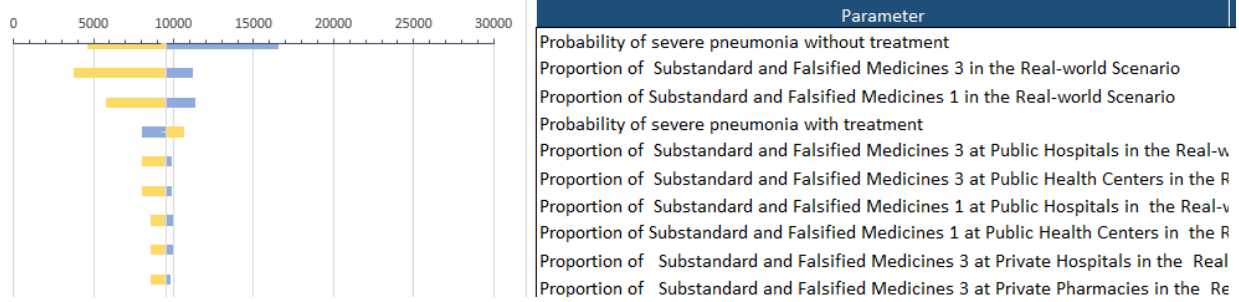 0 5000 10000 15000 20000 25000 30000
Parameter
Probability of severe pneumonia without treatment
Proportion of  Substandard and Falsified Medicines 3 in the Real-world Scenario
Proportion of Substandard and Falsified Medicines 1 in the Real-world Scenario
Probability of severe pneumonia with treatment
Proportion of  Substandard and Falsified Medicines 3 at Public Hospitals in the Real-w
Proportion of  Substandard and Falsified Medicines 3 at Public Health Centers in the R
Proportion of  Substandard and Falsified Medicines 1 at Public Hospitals in  the Real-
Proportion of Substandard and Falsified Medicines 1 at Public Health Centers in  the R
Proportion of   Substandard and Falsified Medicines 3 at Private Hospitals in the  Real
Proportion of   Substandard and Falsified Medicines 3 at Private Pharmacies in the  Re